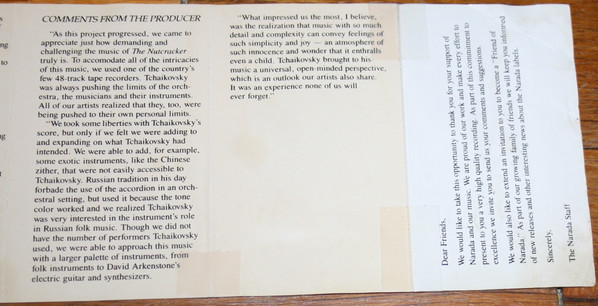 COMMENTS FROM THE PRODUCER
"As this project progressed, we came to
appreciate just how demanding and
challenging the music of The Nutcracker
truly is. To accomodate all of the intricacies
of this music, we used one of the country's
few 48-track tape recorders. Tchaikovsky
was always pushing the limits of the orch-
estra, the musicians and their instruments.
All of our artists realized that they, too, were
being pushed to their own personal limits.
"We took some liberties with Tchaikovsky's
score, but only if we felt we were adding to
and expanding on what Tchaikovsky had
intended. We were able to add, for example,
some exotic instruments, like the Chinese
zither, that were not easily accessible to
Tchaikovsky. Russian tradition in his day
forbade the use of the accordion in an orch-
estral setting, but used it because the tone
color worked and we realized Tchaikovsky
was very interested in the instrument's role
in Russian folk music. Though we did not
have the number of performers Tchaikovsky
used, we were able to approach this music
with a larger palette of instruments, from
folk instruments to David Arkenstone's
electric guitar and synthesizers.
"What impressed us the most, I believe,
was the realization that music with so much
detail and complexity can convey feelings of
such simplicity and joy — an atmosphere of
such innocence and wonder that it enthralls
even a child. Tchaikovsky brought to his
music a universal, open-minded perspective,
which is an outlook our artists also share.
It was an experience none of us will
ever forget."
Dear Friends,
We would like to take this opportunity to thank you for your support of
Narada and our music. We are proud of our work and make every effort to
present to you a very high quality recording. As part of this commitment to
excellence we invite you to send us your comments and suggestions.
We would also like to extend an invitation to you to become a "Friend of
Narada." As part of our growing family of friends we will keep you informed
of new releases and other interesting news about the Narada labels.
Sincerely,
The Narada Staff